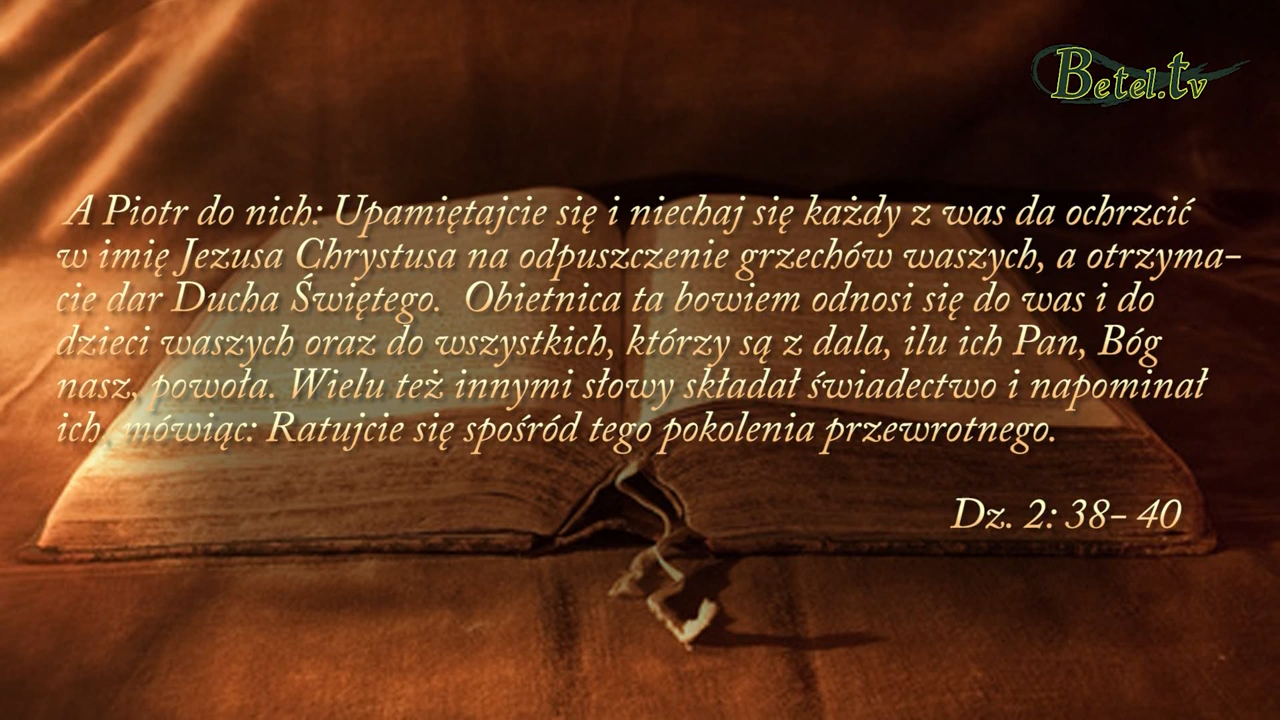 Betel.tv
A Piotr do nich: Upamiętajcie się i niechaj się każdy z was da ochrzcić
w imię Jezusa Chrystusa na odpuszczenie grzechów waszych, a otrzyma-
cie dar Ducha Świętego. Obietnica ta bowiem odnosi się do was i do
dzieci waszych oraz do wszystkich, którzy są z dala, ilu ich Pan, Bóg
nasz, powoła. Wielu też innymi słowy składał świadectwo i napominał
ich, mówiąc: Ratujcie się spośród tego pokolenia przewrotnego.
Dz. 2: 38- 40